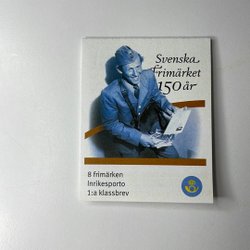 Svenska
Frimärket
150 år
8 frimärken
Inrikesporto
1:a klassbrev